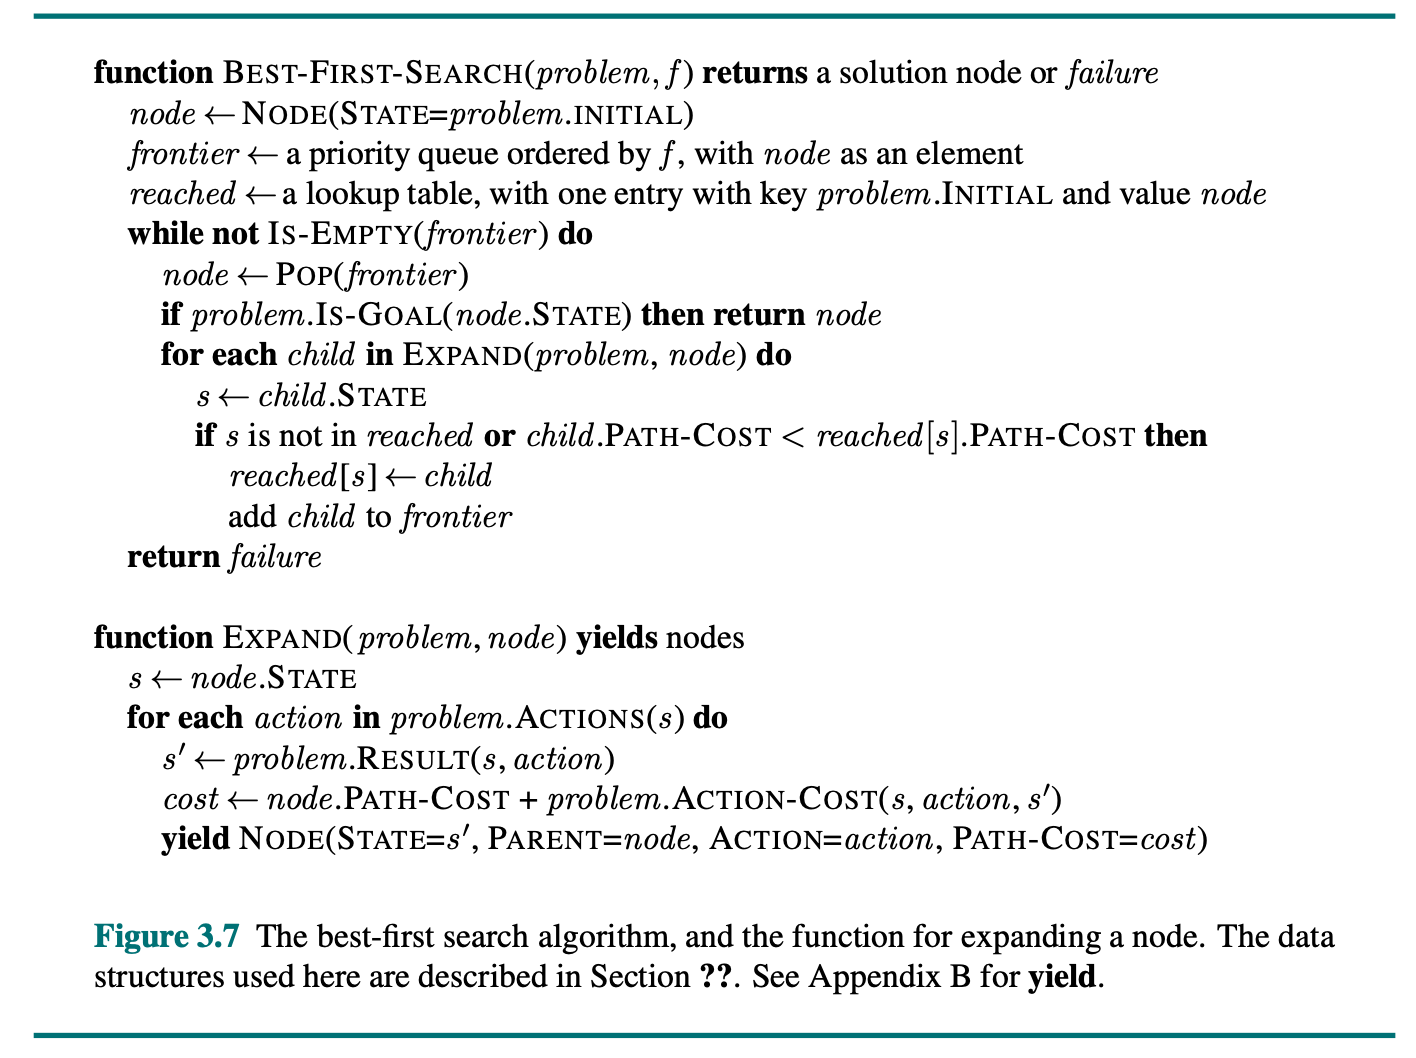 function BEST-FIRST-SEARCH(problem, f) returns a solution node or failure
node ← NODE(STATE=problem.INITIAL)
frontier ← a priority queue ordered by f, with node as an element
reached ← a lookup table, with one entry with key problem.INITIAL and value node
while not IS-EMPTY(frontier) do
node ← POP(frontier)
if problem.IS-GOAL(node.STATE) then return node
for each child in EXPAND(problem, node) do
s ← child.STATE
if s is not in reached or child.PATH-COST < reached[s].PATH-COST then
reached[s] ← child
add child to frontier
return failure
function EXPAND(problem, node) yields nodes
s ← node.STATE
for each action in problem.ACTIONS(s) do
s′ ← problem.RESULT(s, action)
cost ← node.PATH-COST + problem.ACTION-COST(s, action, s′)
yield NODE(STATE=s′, PARENT=node, ACTION=action, PATH-COST=cost)
Figure 3.7 The best-first search algorithm, and the function for expanding a node. The data
structures used here are described in Section ??. See Appendix B for yield.